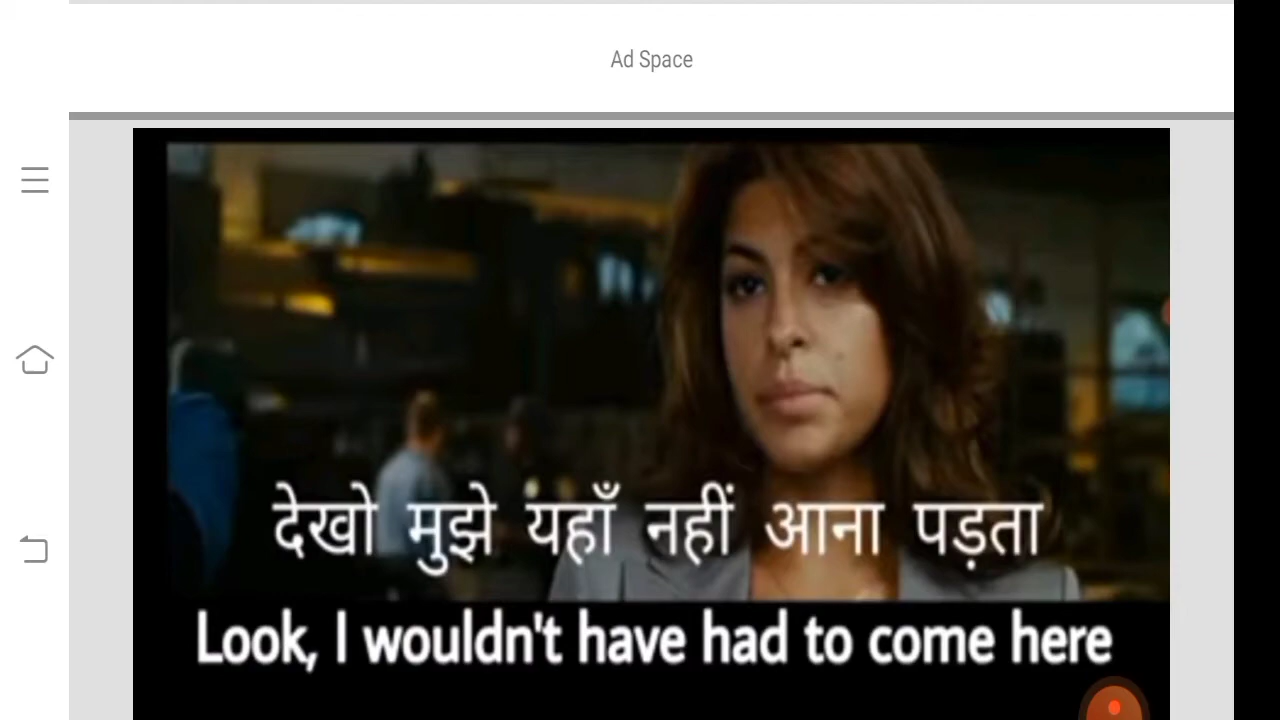 Ad Space
देखो मुझे यहाँ नहीं आना पड़ता
Look, I wouldn't have had to come here